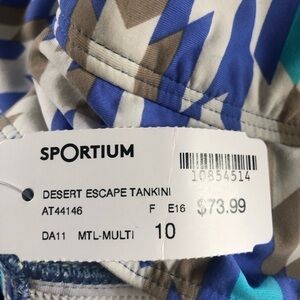 SPORTIUM
10854514
DESERT ESCAPE TANKINI
AT44146 F E16 $73.99
DA11 MTL-MULTI 10